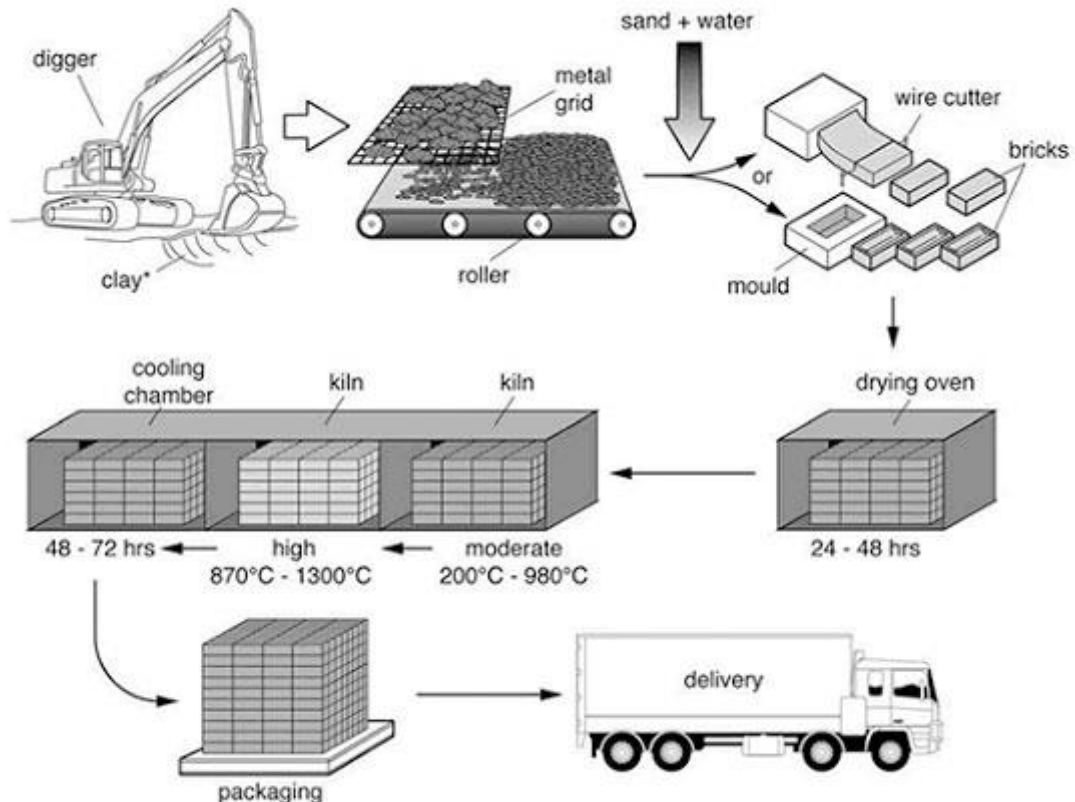 sand + water
digger
metal
grid
wire cutter
bricks
or
clay*
roller
mould
cooling
chamber
kiln
kiln
drying oven
48 - 72 hrs
high
moderate
24 - 48 hrs
870°C - 1300°C
200°C - 980°C
delivery
packaging